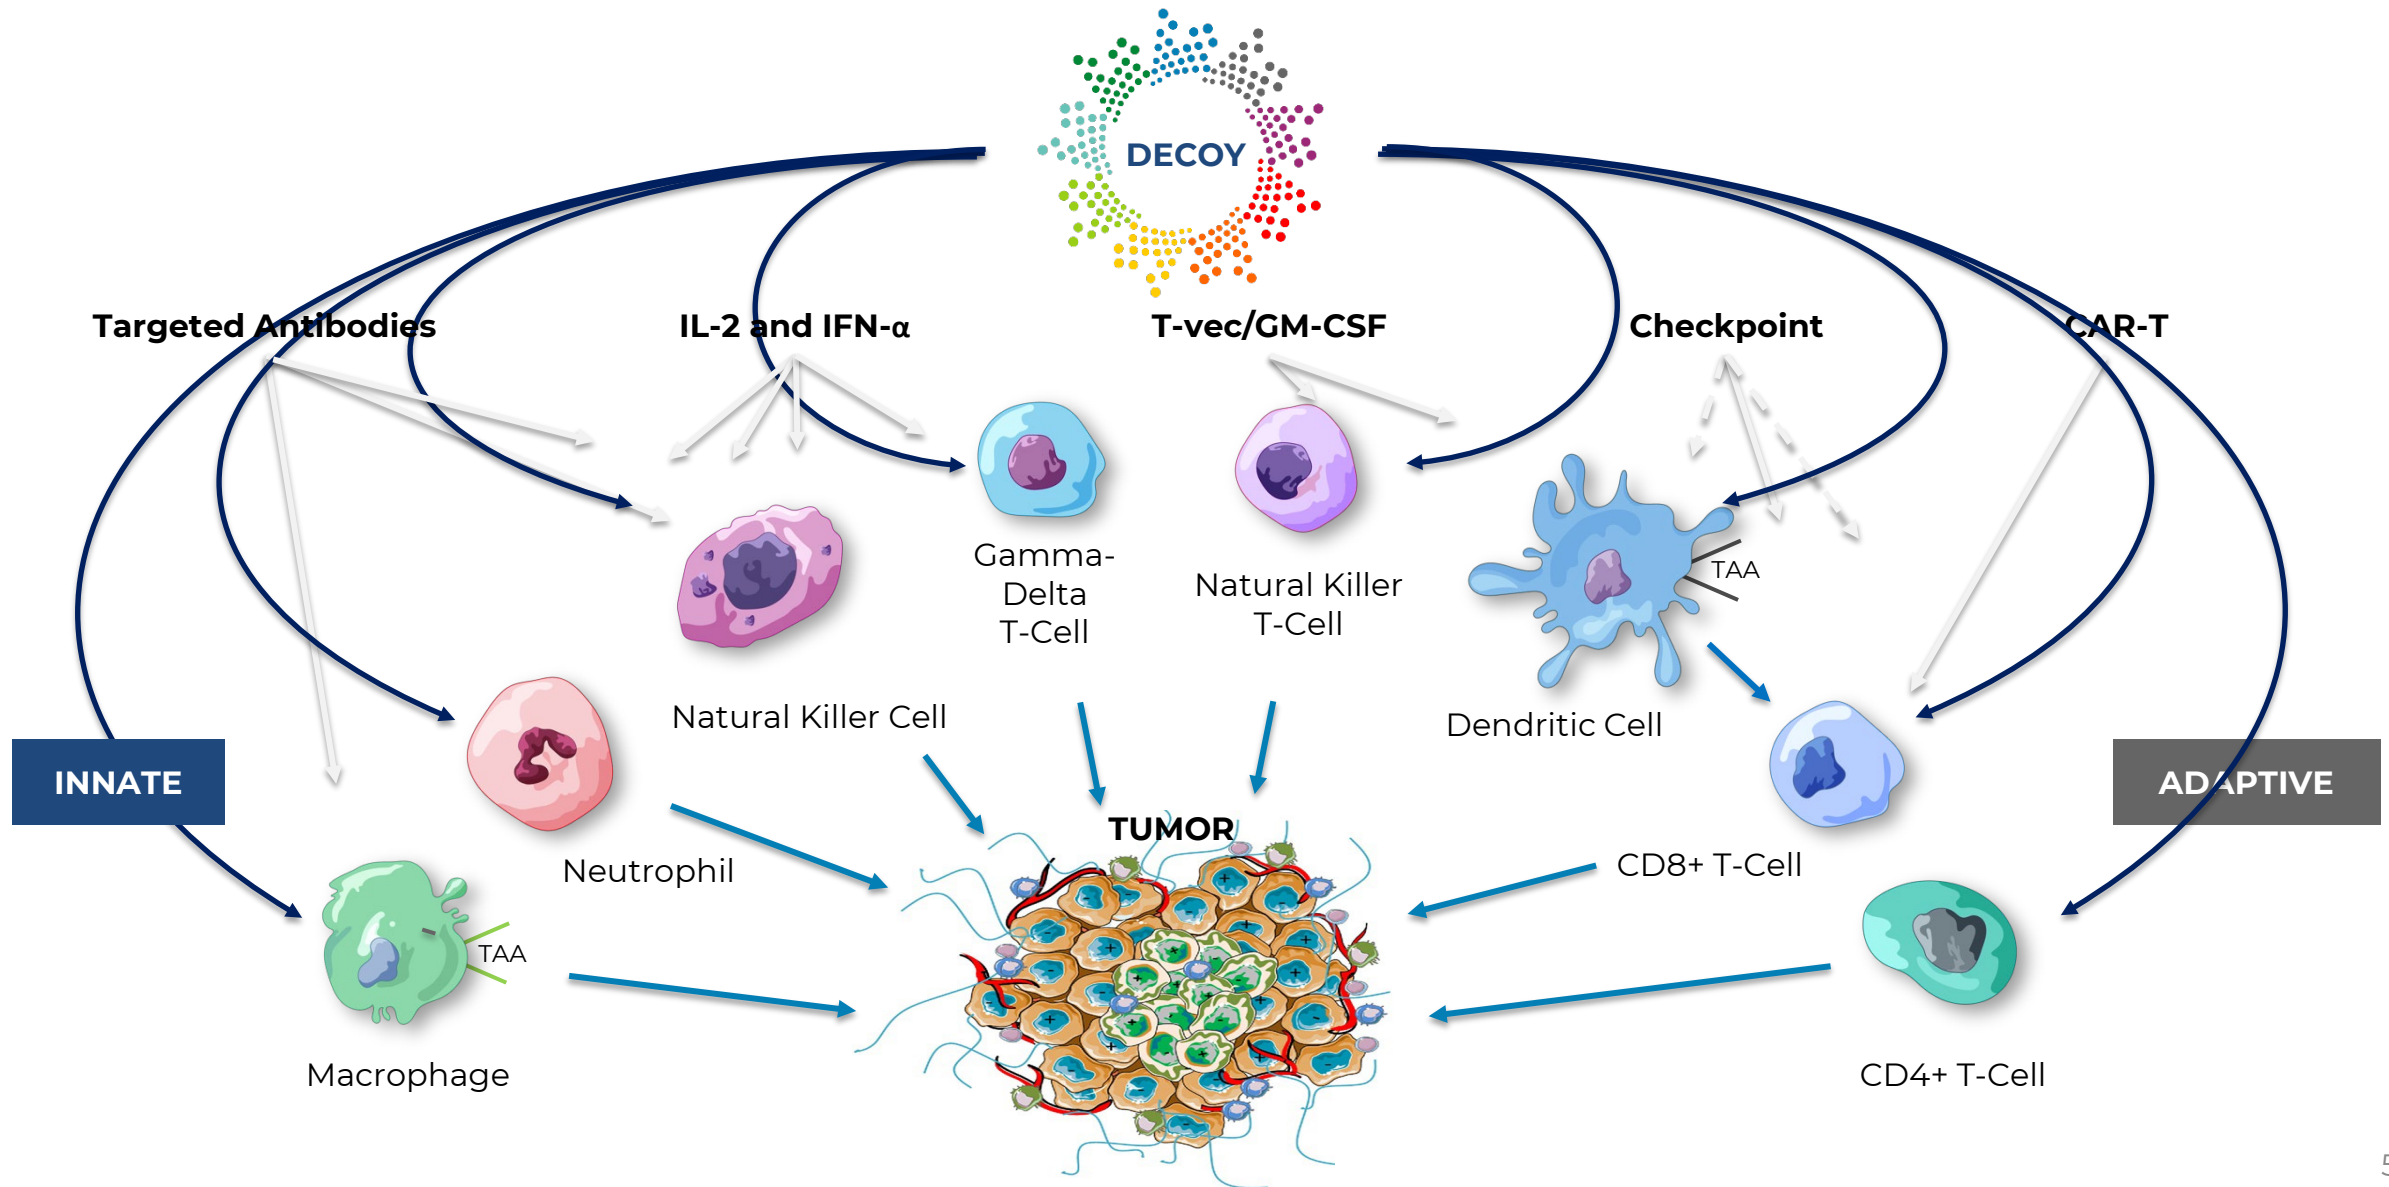 DECOY
Targeted Antibodies
IL-2 and IFN-α
T-vec/GM-CSF
Checkpoint
CAR-T
Gamma-
Delta
T-Cell
Natural Killer
T-Cell
TAA
Natural Killer Cell
Dendritic Cell
INNATE
ADAPTIVE
TUMOR
Neutrophil
CD8+ T-Cell
TAA
Macrophage
CD4+ T-Cell
5